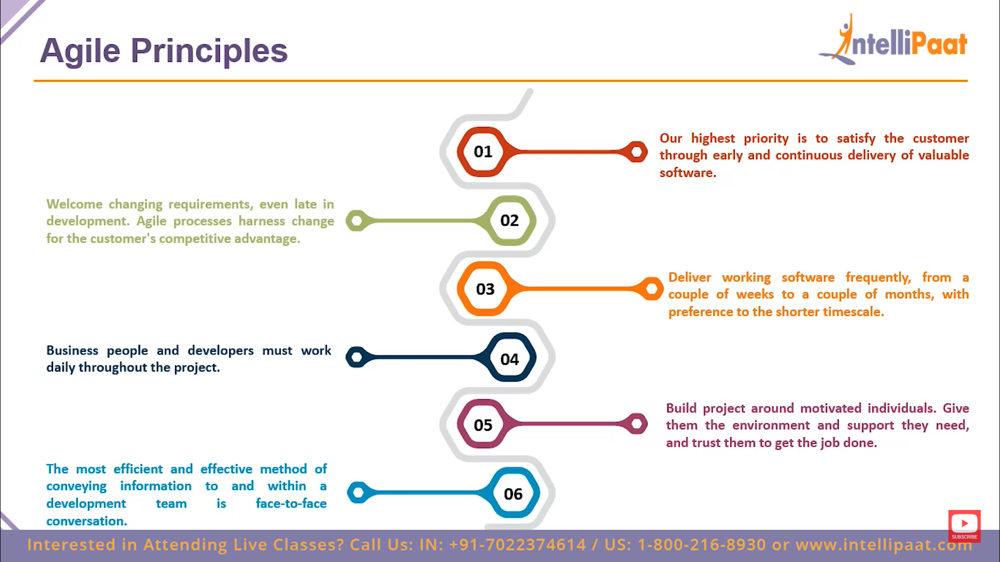 Agile Principles
IntelliPaat
01
Our highest priority is to satisfy the customer
through early and continuous delivery of valuable
software.
Welcome changing requirements, even late in
development. Agile processes harness change
for the customer's competitive advantage.
02
03
Deliver working software frequently, from a
couple of weeks to a couple of months, with
preference to the shorter timescale.
Business people and developers must work
daily throughout the project.
04
05
Build project around motivated individuals. Give
them the environment and support they need,
and trust them to get the job done.
The most efficient and effective method of
conveying information to and within a
development team is face-to-face
conversation.
06
SUBSCRIBE
Interested in Attending Live Classes? Call Us: IN: +91-7022374614 / US: 1-800-216-8930 or www.intellipaat.com